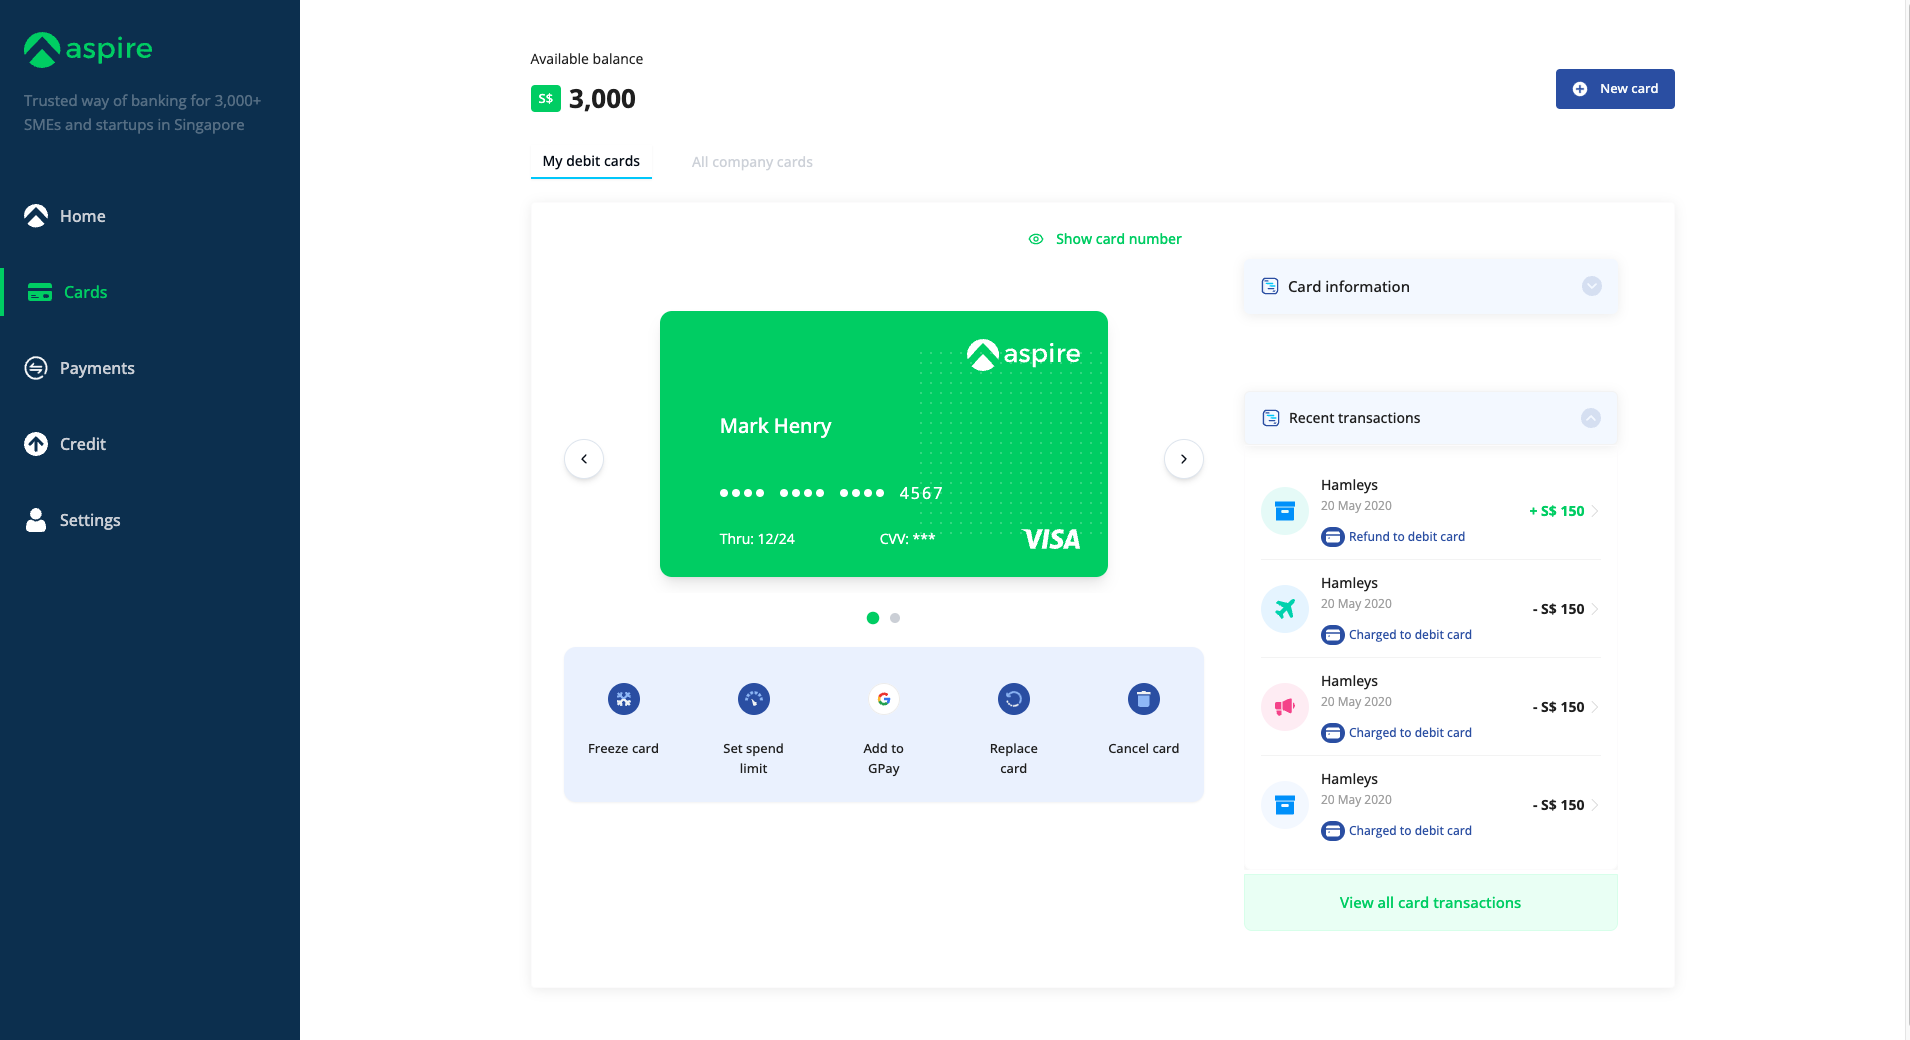 aspire
Trusted way of banking for 3,000+
SMEs and startups in Singapore
Home
Cards
Payments
Credit
Settings
Available balance
S$ 3,000
New card
My debit cards
All company cards
Show card number
aspire
Mark Henry
•••• •••• •••• 4567
Thru: 12/24
CVV: ***
VISA
Freeze card
Set spend
limit
Add to
GPay
Replace
card
Cancel card
Card information
Recent transactions
Hamleys
20 May 2020
+ S$ 150
Refund to debit card
Hamleys
20 May 2020
- S$ 150
Charged to debit card
Hamleys
20 May 2020
- S$ 150
Charged to debit card
Hamleys
20 May 2020
- S$ 150
Charged to debit card
View all card transactions